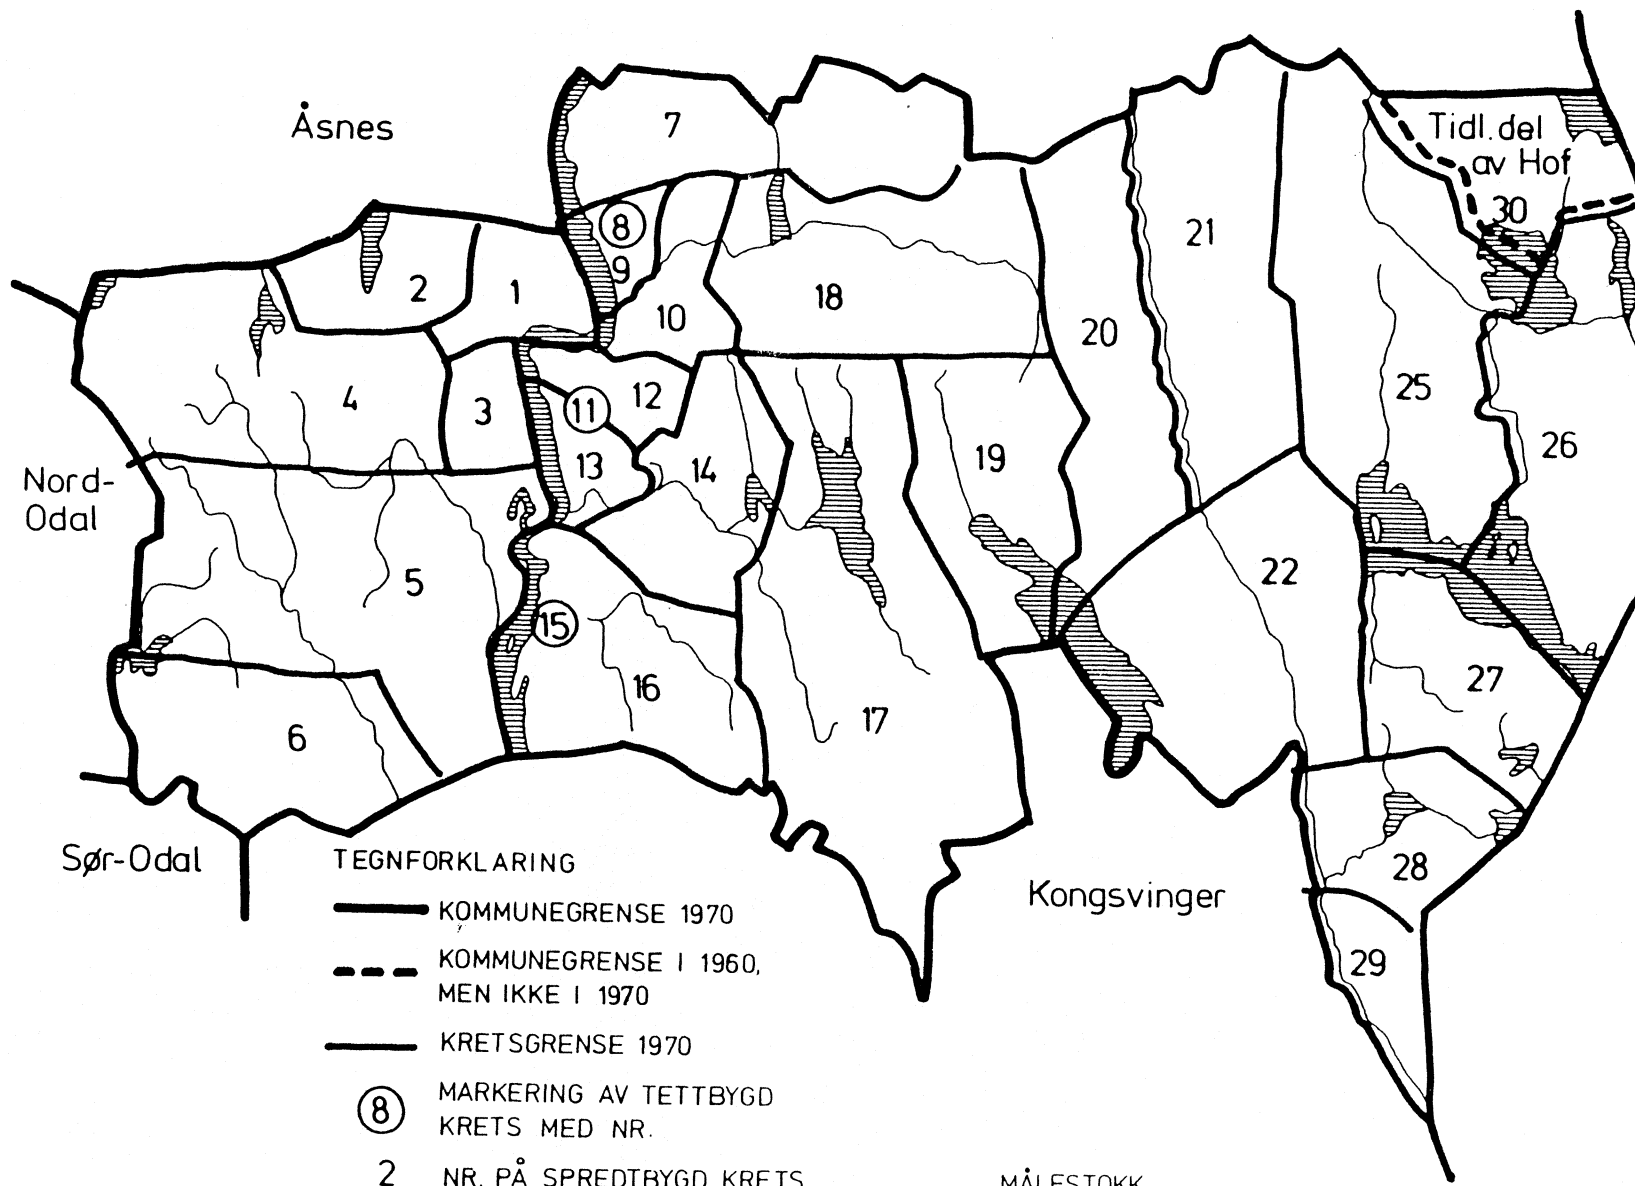 Åsnes
7
Tidl. del
av Hof
30
8
9
21
2
1
10
18
20
4
3
11
12
25
26
13
14
19
Nord-
Odal
5
22
15
16
17
27
6
Sør-Odal
28
Kongsvinger
29
TEGNFORKLARING
KOMMUNEGRENSE 1970
KOMMUNEGRENSE I 1960,
MEN IKKE I 1970
KRETSGRENSE 1970
8 MARKERING AV TETTBYGD
KRETS MED NR.
2 NR. PÅ SPREDTBYGD KRETS
MÅLESTOKK